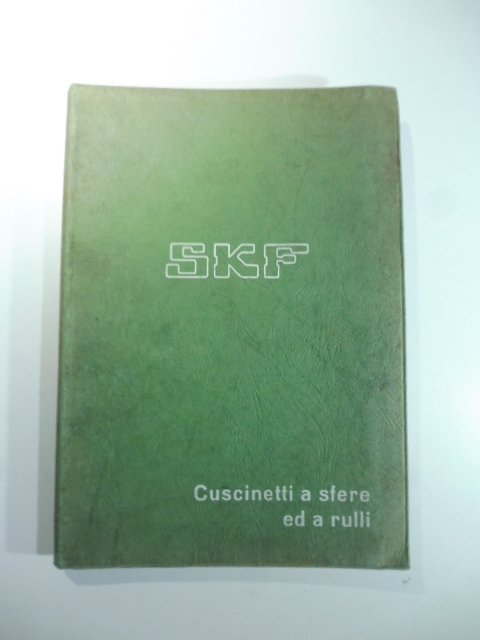 SKF
Cuscinetti a sfere
ed a rulli